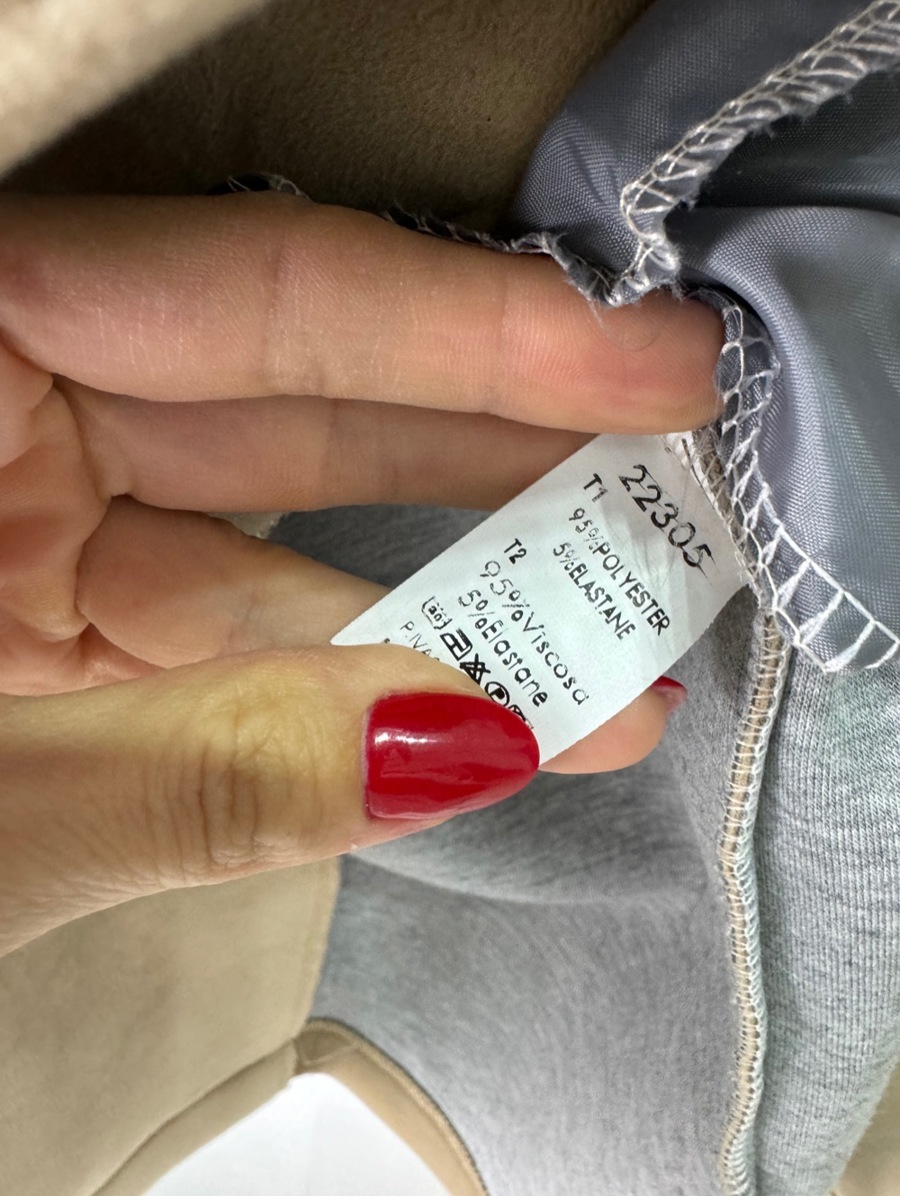 22305
T1
95%POLYESTER
5%ELASTANE
T2
95%Viscosa
5%Elastane